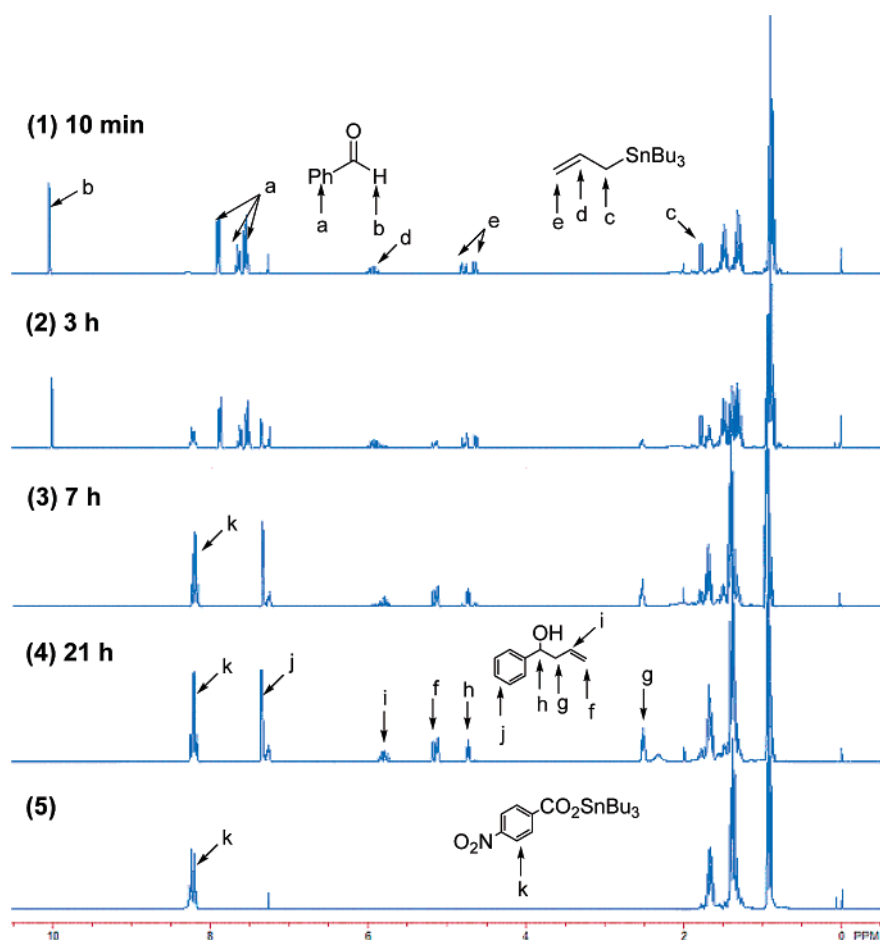 (1) 10 min
b
a
O
Ph
H
a
b
d
e
SnBu3
e
d
c
c
(2) 3 h
(3) 7 h
k
(4) 21 h
k
j
i
f
h
OH
i
j
h
g
f
g
(5)
k
CO2SnBu3
O2N
k
10
8
6
4
2
0
PPM